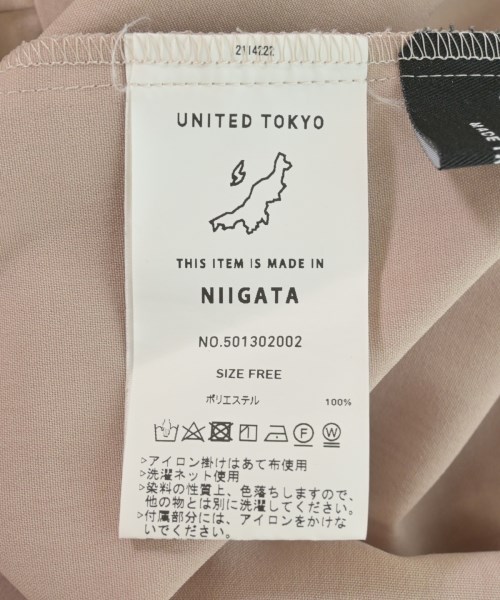 2114222
UNITED TOKYO
THIS ITEM IS MADE IN
NIIGATA
NO.501302002
SIZE FREE
ポリエステル 100%
F W
>アイロン掛けはあて布使用
>洗濯ネット使用
>染料の性質上、色落ちしますので、
他の物とは別に洗濯してください。
>付属部分には、アイロンをかけな
いでください。
MADE